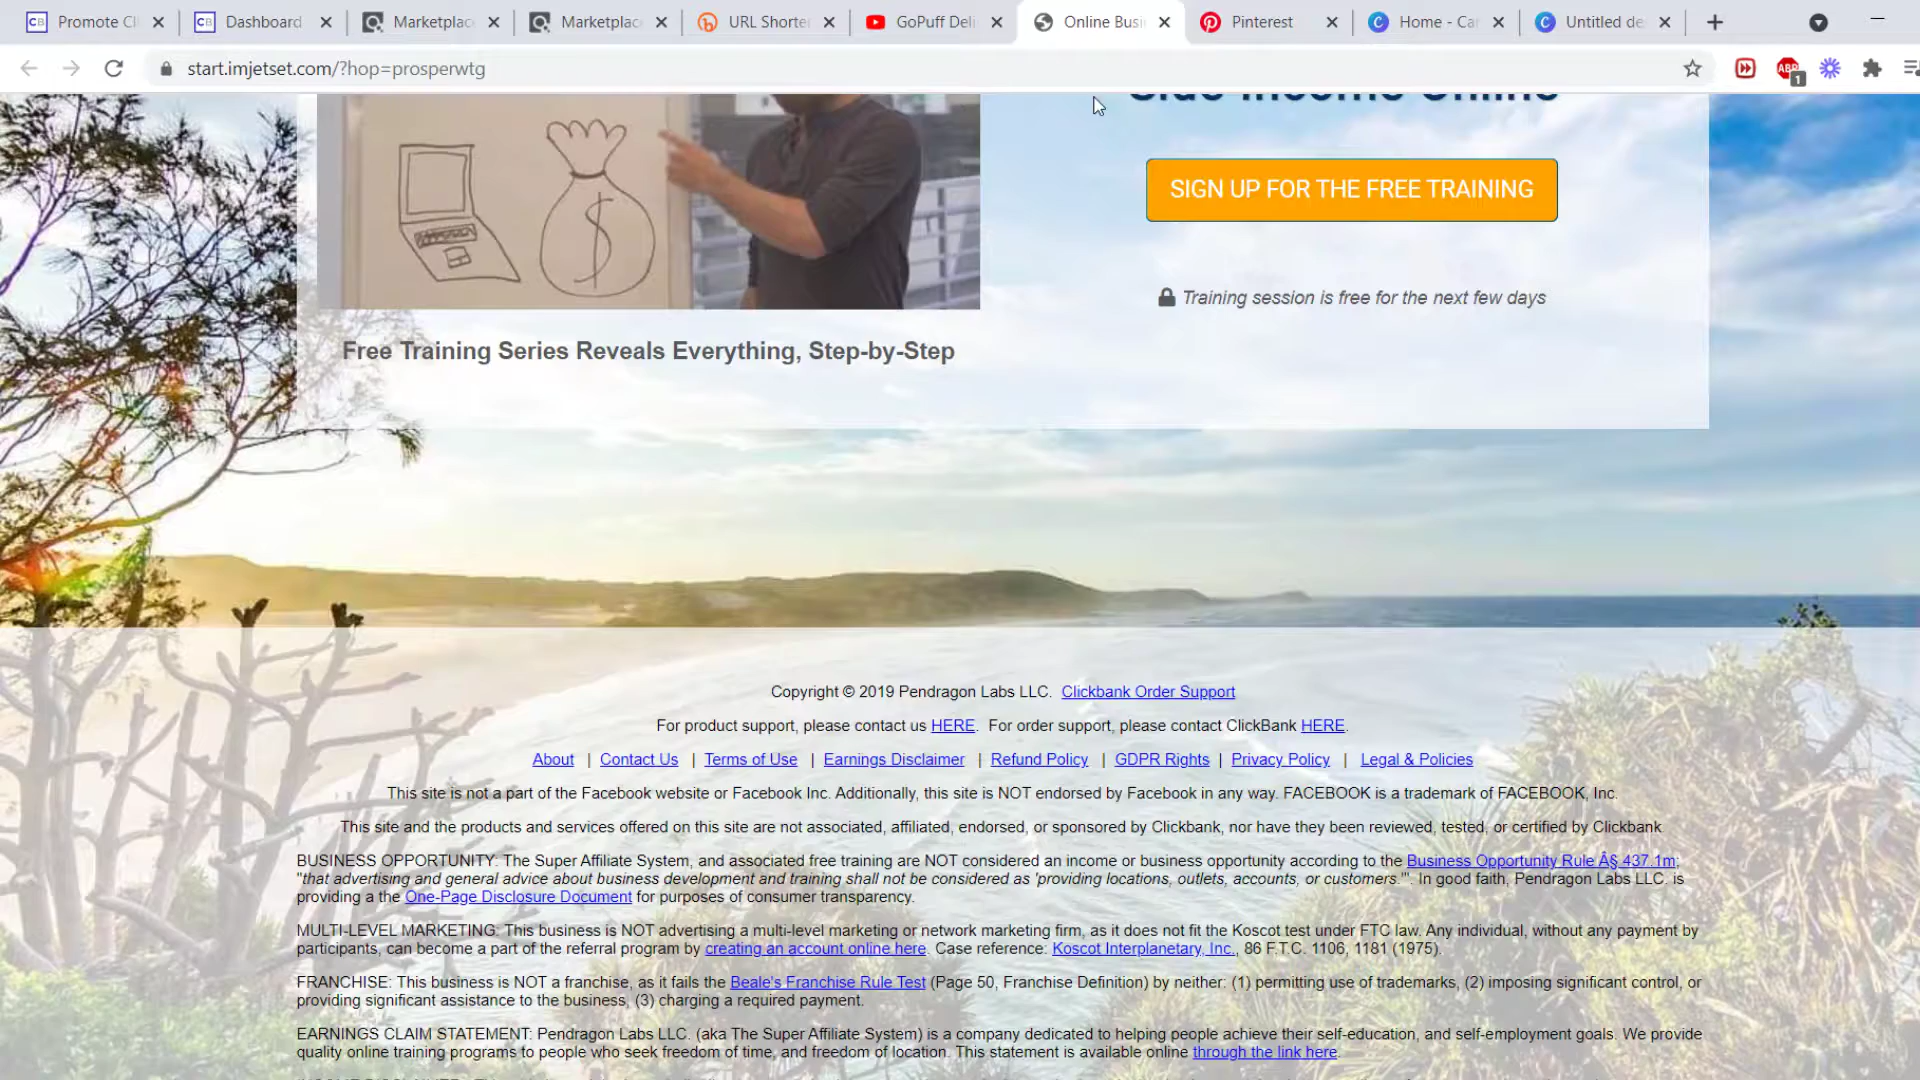 Promote Cl
Dashboard
Marketplac
Marketplac
URL Shorte
GoPuff Deli
Online Busi
Pinterest
Home - Ca
Untitled de
start.imjetset.com/?hop=prosperwtg
ABP
1
Side Income Online
$
SIGN UP FOR THE FREE TRAINING
Training session is free for the next few days
Free Training Series Reveals Everything, Step-by-Step
Copyright © 2019 Pendragon Labs LLC. Clickbank Order Support
For product support, please contact us HERE. For order support, please contact ClickBank HERE.
About | Contact Us | Terms of Use | Earnings Disclaimer | Refund Policy | GDPR Rights | Privacy Policy | Legal & Policies
This site is not a part of the Facebook website or Facebook Inc. Additionally, this site is NOT endorsed by Facebook in any way. FACEBOOK is a trademark of FACEBOOK, Inc.
This site and the products and services offered on this site are not associated, affiliated, endorsed, or sponsored by Clickbank, nor have they been reviewed, tested, or certified by Clickbank.
BUSINESS OPPORTUNITY: The Super Affiliate System, and associated free training are NOT considered an income or business opportunity according to the Business Opportunity Rule Â§ 437.1m;
"that advertising and general advice about business development and training shall not be considered as 'providing locations, outlets, accounts, or customers.'". In good faith, Pendragon Labs LLC. is
providing a the One-Page Disclosure Document for purposes of consumer transparency.
MULTI-LEVEL MARKETING: This business is NOT advertising a multi-level marketing or network marketing firm, as it does not fit the Koscot test under FTC law. Any individual, without any payment by
participants, can become a part of the referral program by creating an account online here. Case reference: Koscot Interplanetary, Inc., 86 F.T.C. 1106, 1181 (1975).
FRANCHISE: This business is NOT a franchise, as it fails the Beale's Franchise Rule Test (Page 50, Franchise Definition) by neither: (1) permitting use of trademarks, (2) imposing significant control, or
providing significant assistance to the business, (3) charging a required payment.
EARNINGS CLAIM STATEMENT: Pendragon Labs LLC. (aka The Super Affiliate System) is a company dedicated to helping people achieve their self-education, and self-employment goals. We provide
quality online training programs to people who seek freedom of time, and freedom of location. This statement is available online through the link here.